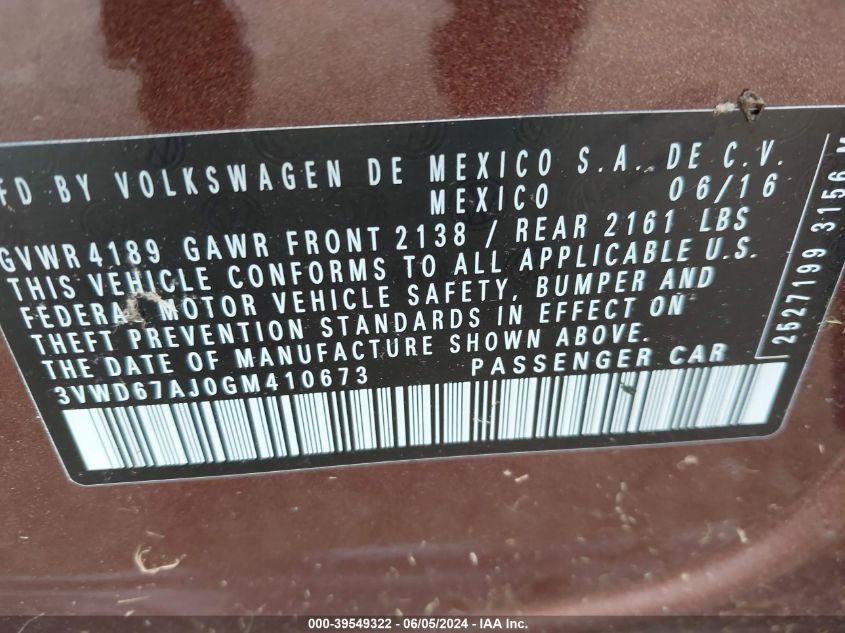 FD BY VOLKSWAGEN DE MEXICO S.A. DE C.V.
MEXICO 06/16
GVWR 4189 GAWR FRONT 2138 / REAR 2161 LBS
THIS VEHICLE CONFORMS TO ALL APPLICABLE U.S.
FEDERAL MOTOR VEHICLE SAFETY, BUMPER AND
THEFT PREVENTION STANDARDS IN EFFECT ON
THE DATE OF MANUFACTURE SHOWN ABOVE.
3VWD67AJ0GM410673 PASSENGER CAR
2527199 3156
000-39549322 - 06/05/2024 - IAA Inc.